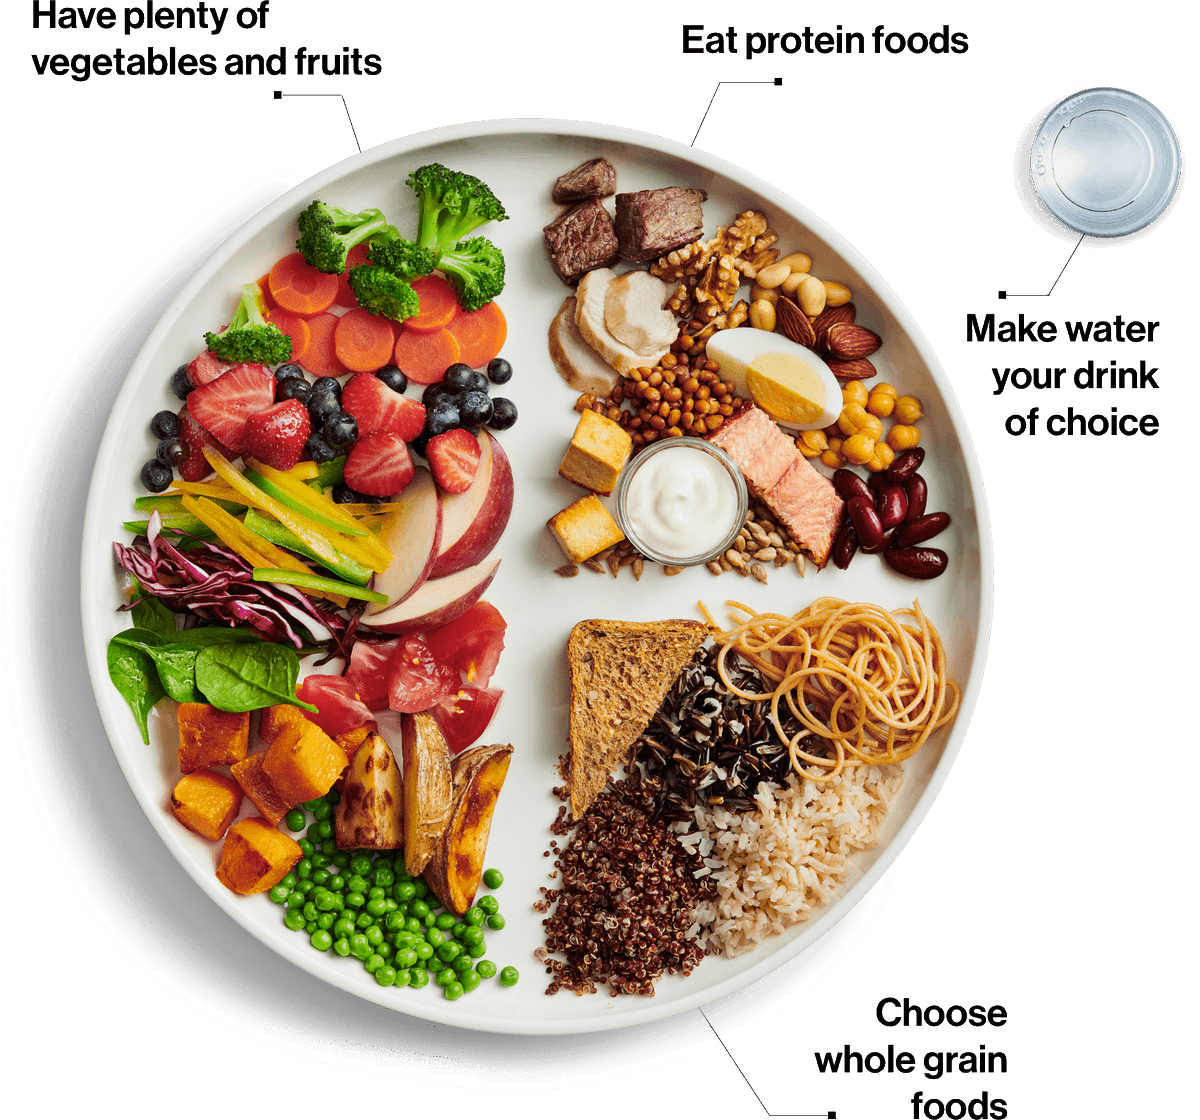 Have plenty of
vegetables and fruits
Eat protein foods
Make water
your drink
of choice
Choose
whole grain
foods